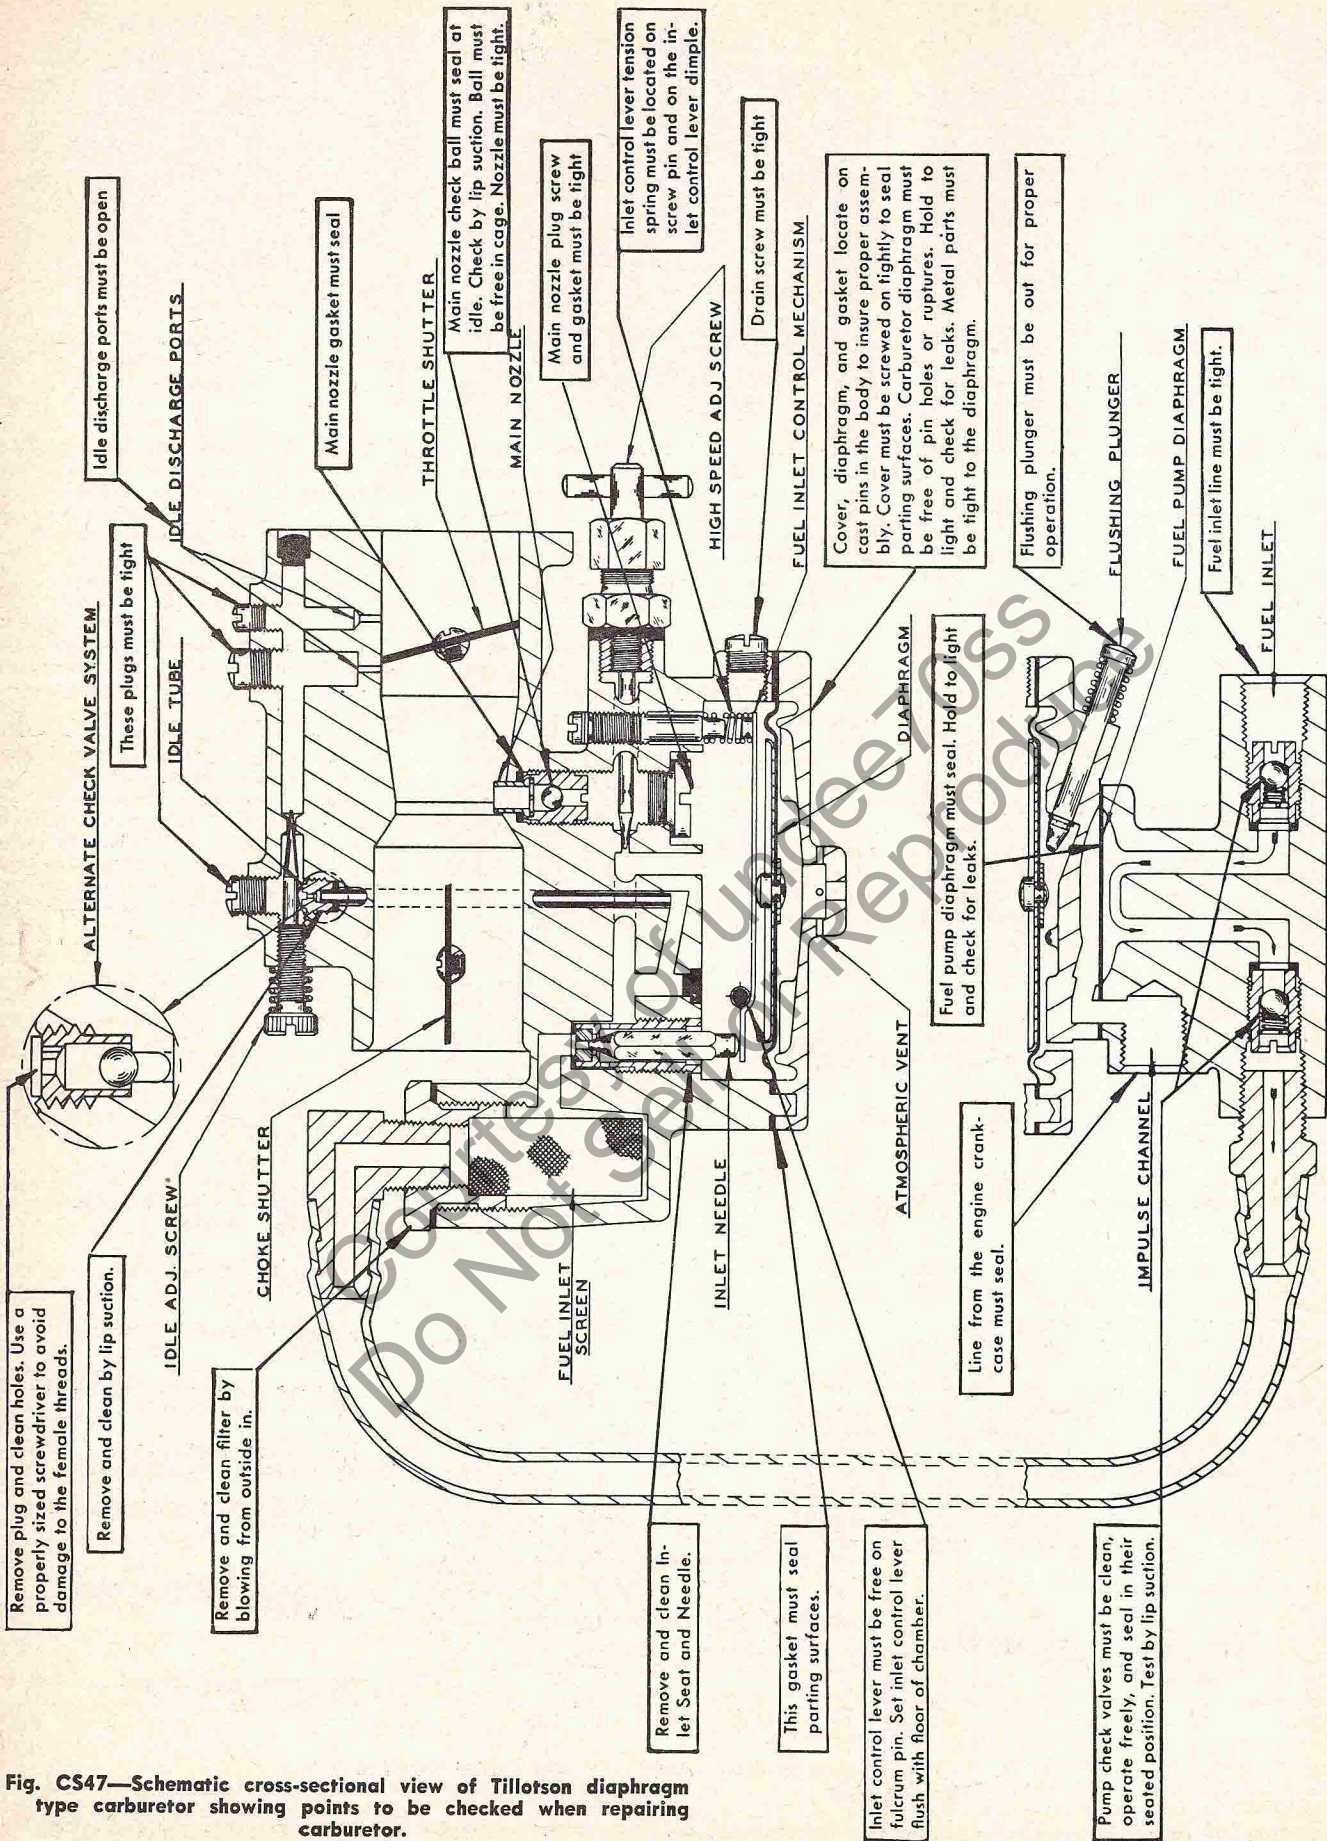 Remove plug and clean holes. Use a
properly sized screwdriver to avoid
damage to the female threads.
Remove and clean by lip suction.
IDLE ADJ. SCREW
CHOKE SHUTTER
Remove and clean filter by
blowing from outside in.
FUEL INLET
SCREEN
ALTERNATE CHECK VALVE SYSTEM
These plugs must be tight
IDLE TUBE
Idle discharge ports must be open
IDLE DISCHARGE PORTS
Main nozzle gasket must seal
THROTTLE SHUTTER
Main nozzle check ball must seal at
idle. Check by lip suction. Ball must
be free in cage. Nozzle must be tight.
MAIN NOZZLE
Main nozzle plug screw
and gasket must be tight
Inlet control lever tension
spring must be located on
screw pin and on the in-
let control lever dimple.
HIGH SPEED ADJ SCREW
Drain screw must be tight
FUEL INLET CONTROL MECHANISM
Cover, diaphragm, and gasket locate on
cast pins in the body to insure proper assem-
bly. Cover must be screwed on tightly to seal
parting surfaces. Carburetor diaphragm must
be free of pin holes or ruptures. Hold to
light and check for leaks. Metal parts must
be tight to the diaphragm.
DIAPHRAGM
ATMOSPHERIC VENT
INLET NEEDLE
Remove and clean In-
let Seat and Needle.
This gasket must seal
parting surfaces.
Inlet control lever must be free on
fulcrum pin. Set inlet control lever
flush with floor of chamber.
Fuel pump diaphragm must seal. Hold to light
and check for leaks.
Flushing plunger must be out for proper
operation.
FLUSHING PLUNGER
FUEL PUMP DIAPHRAGM
Fuel inlet line must be tight.
FUEL INLET
Line from the engine crank-
case must seal.
IMPULSE CHANNEL
Pump check valves must be clean,
operate freely, and seal in their
seated position. Test by lip suction.
Courtesy of undee70ss
Do Not Sell or Reproduce
Fig. CS47—Schematic cross-sectional view of Tillotson diaphragm
type carburetor showing points to be checked when repairing
carburetor.